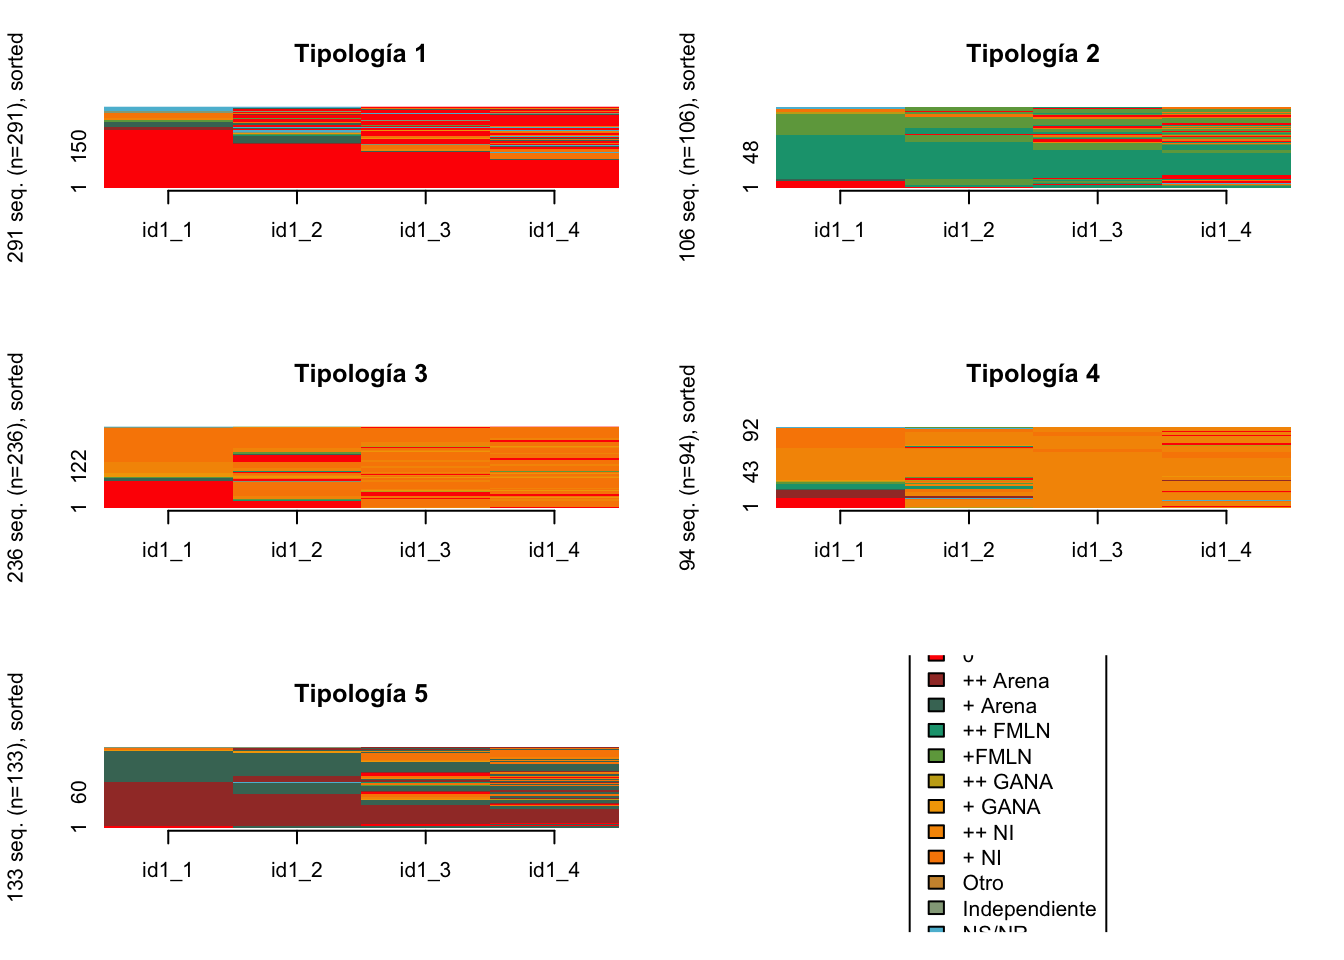 Tipología 1
291 seq. (n=291), sorted
150
1
id1_1 id1_2 id1_3 id1_4
Tipología 2
106 seq. (n=106), sorted
48
1
id1_1 id1_2 id1_3 id1_4
Tipología 3
236 seq. (n=236), sorted
122
1
id1_1 id1_2 id1_3 id1_4
Tipología 4
94 seq. (n=94), sorted
92
43
1
id1_1 id1_2 id1_3 id1_4
Tipología 5
133 seq. (n=133), sorted
60
1
id1_1 id1_2 id1_3 id1_4
++ Arena
+ Arena
++ FMLN
+FMLN
++ GANA
+ GANA
++ NI
+ NI
Otro
Independiente
NS/NR